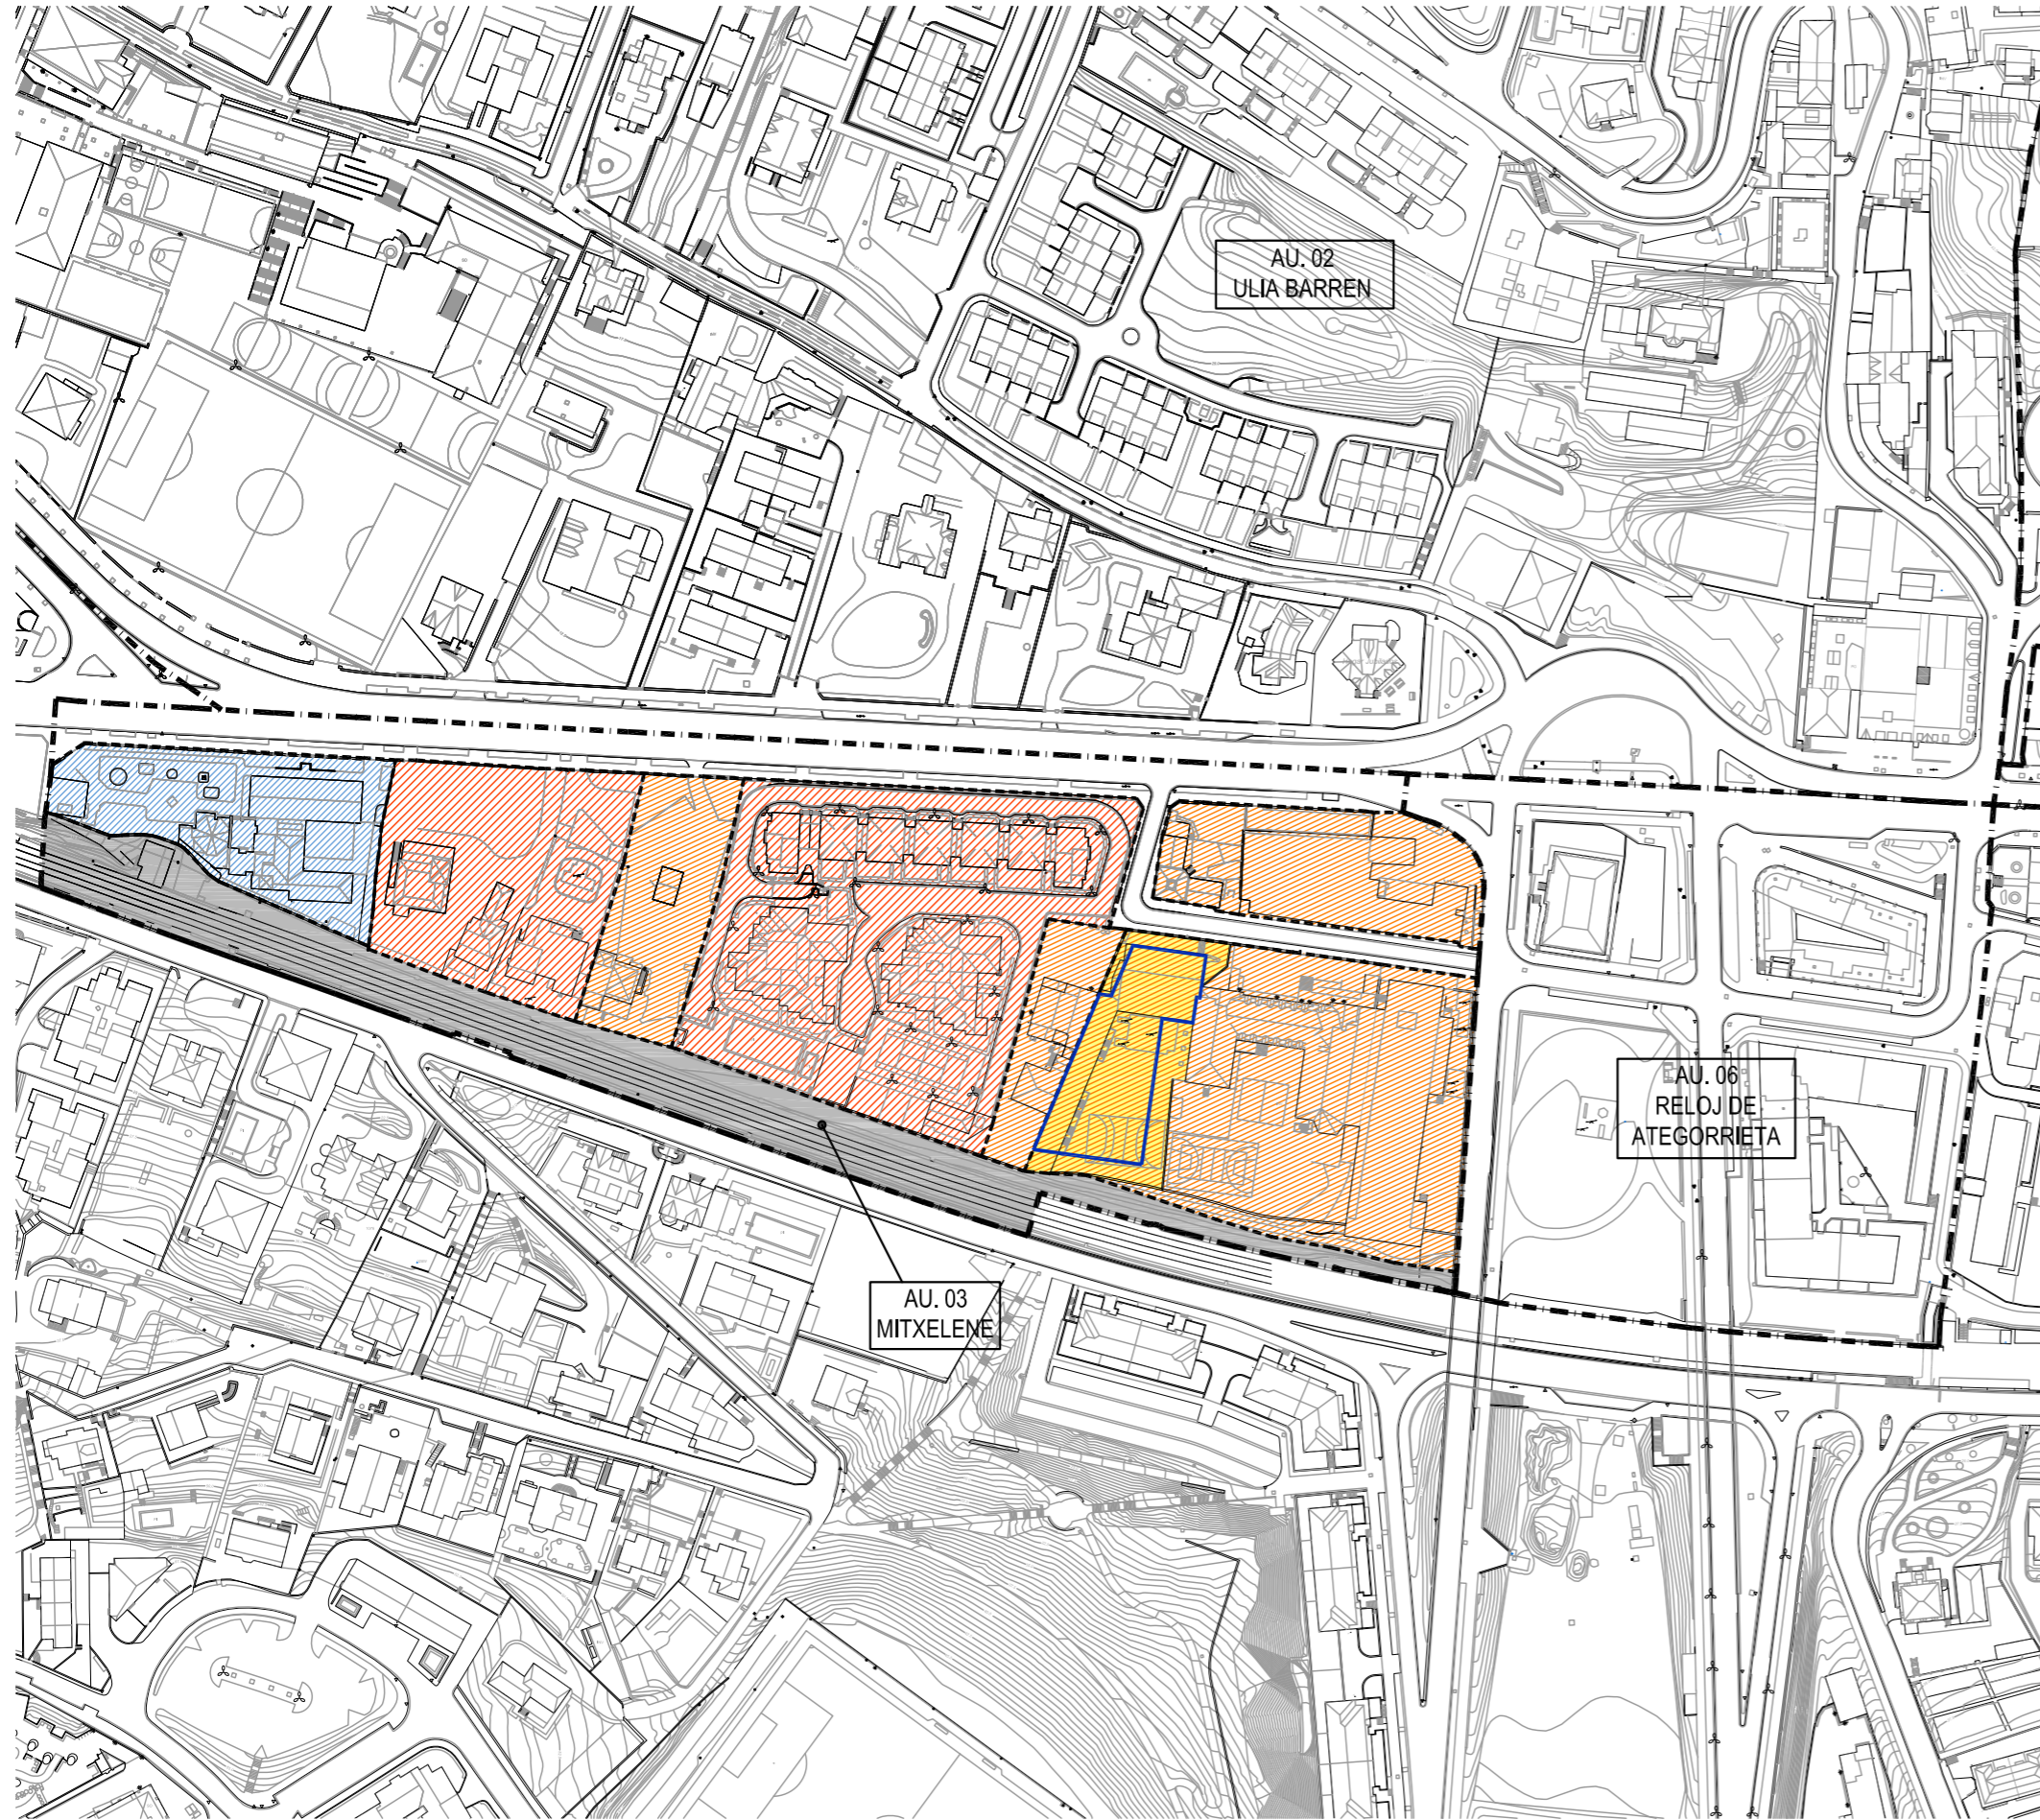 AU. 02
ULIA BARREN
AU. 06
RELOJ DE
ATEGORRIETA
AU. 03
MITXELENE